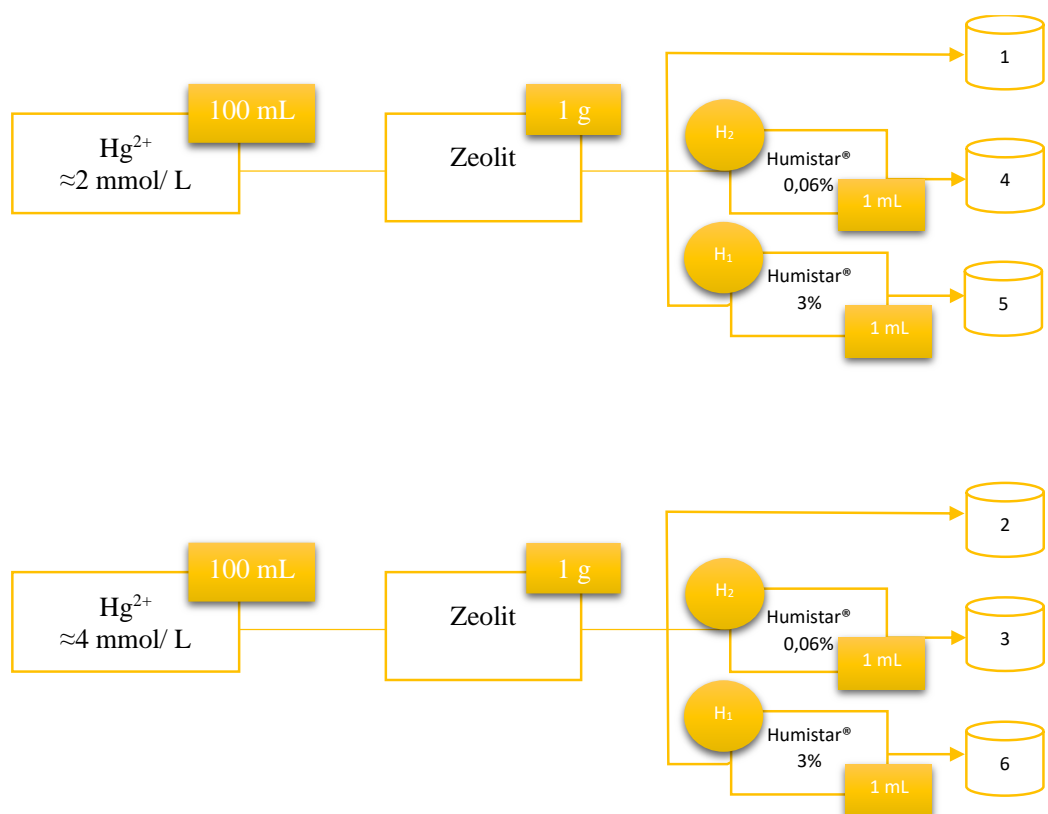 1
100 mL
1 g
Hg²⁺
≈2 mmol/ L
Zeolit
H₂
Humistar®
0,06%
1 mL
4
H₁
Humistar®
3%
1 mL
5
2
100 mL
1 g
Hg²⁺
≈4 mmol/ L
Zeolit
H₂
Humistar®
0,06%
1 mL
3
H₁
Humistar®
3%
1 mL
6